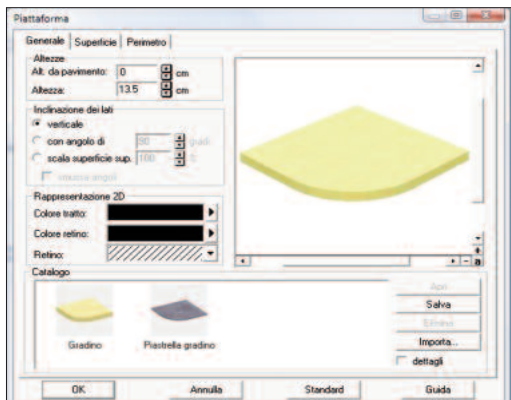 Piattaforma
Generale Superficie Perimetro
Altezze
Alt. da pavimento: 0 cm
Altezza: 13.5 cm
Inclinazione dei lati
verticale
con angolo di 90 gradi
scala superficie sup. 100 %
Rappresentazione 2D
Colore tratto:
Colore retino:
Retino:
Catalogo
Gradino Piastrella gradino
Apri
Salva
Elimina
Importa...
dettagli
OK Annulla Standard Guida